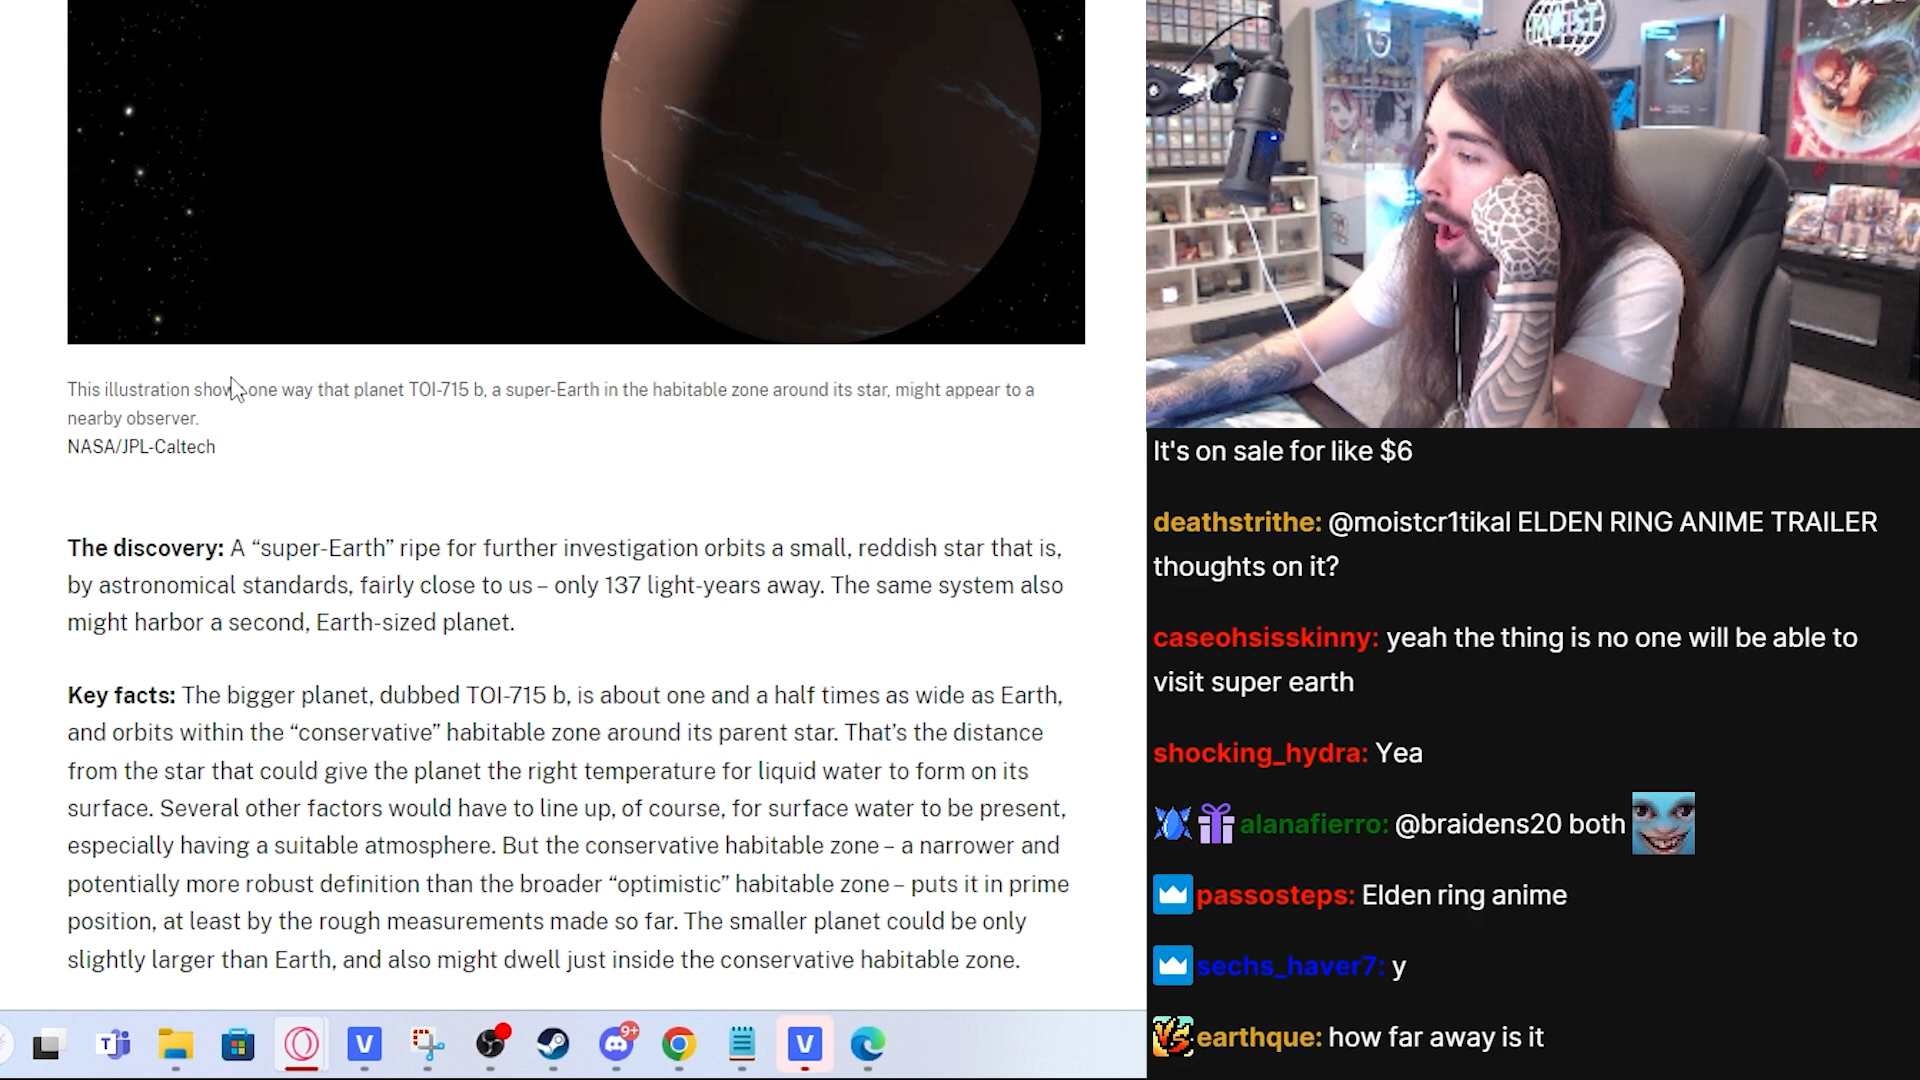 This illustration shows one way that planet TOI-715 b, a super-Earth in the habitable zone around its star, might appear to a
nearby observer.
NASA/JPL-Caltech
The discovery: A “super-Earth” ripe for further investigation orbits a small, reddish star that is,
by astronomical standards, fairly close to us – only 137 light-years away. The same system also
might harbor a second, Earth-sized planet.
Key facts: The bigger planet, dubbed TOI-715 b, is about one and a half times as wide as Earth,
and orbits within the “conservative” habitable zone around its parent star. That’s the distance
from the star that could give the planet the right temperature for liquid water to form on its
surface. Several other factors would have to line up, of course, for surface water to be present,
especially having a suitable atmosphere. But the conservative habitable zone – a narrower and
potentially more robust definition than the broader “optimistic” habitable zone – puts it in prime
position, at least by the rough measurements made so far. The smaller planet could be only
slightly larger than Earth, and also might dwell just inside the conservative habitable zone.
9+
MOIST
It's on sale for like $6
deathstrithe: @moistcr1tikal ELDEN RING ANIME TRAILER
thoughts on it?
caseohsisskinny: yeah the thing is no one will be able to
visit super earth
shocking_hydra: Yea
alanafierro: @braidens20 both
passosteps: Elden ring anime
sechs_haver7: y
earthque: how far away is it